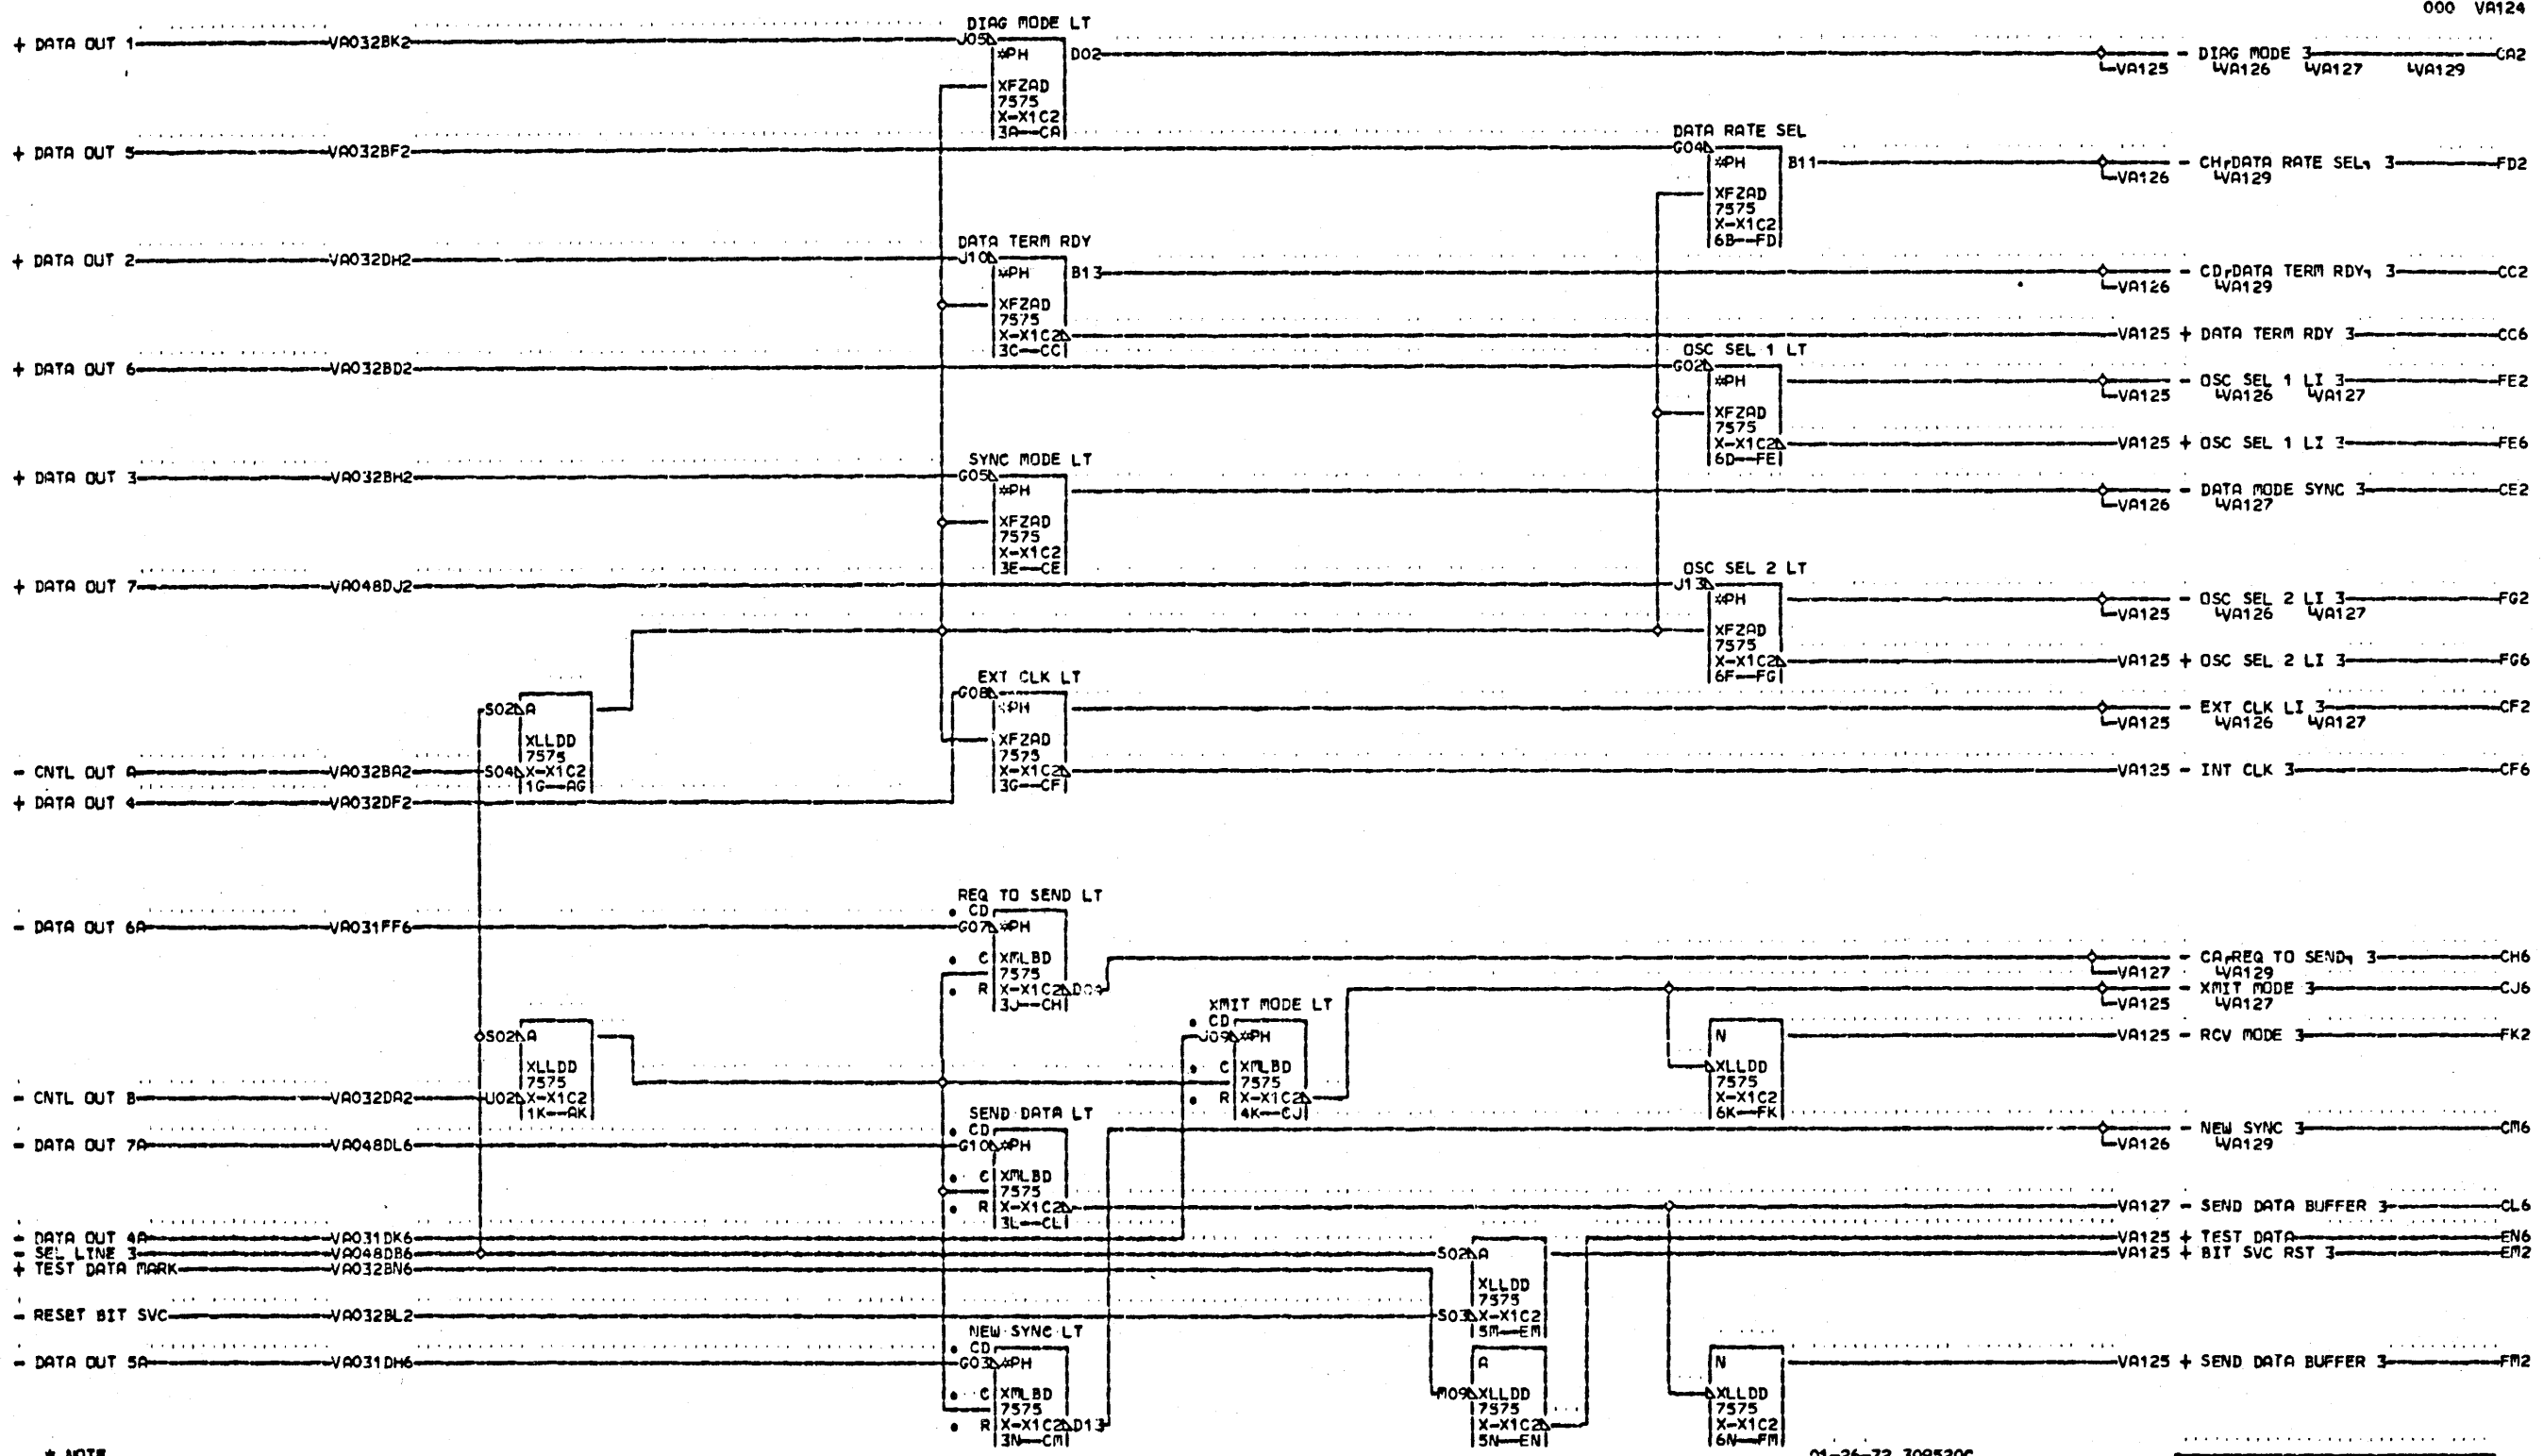 000 VA124
DIAG MODE LT
+ DATA OUT 1 VA032BK2 J05 *PH D02 - DIAG MODE 3 CA2
VA125 VA126 VA127 VA129
XFZAD
7575
X-X1C2
3A--CA
DATA RATE SEL
+ DATA OUT 5 VA032BF2 G04 *PH B11 - CH,DATA RATE SEL, 3 FD2
VA126 VA129
XFZAD
7575
X-X1C2
6B--FD
DATA TERM RDY
+ DATA OUT 2 VA032DH2 J10 *PH B13 - CD,DATA TERM RDY, 3 CC2
VA126 VA129
XFZAD
7575
X-X1C2 VA125 + DATA TERM RDY 3 CC6
3C--CC
OSC SEL 1 LT
+ DATA OUT 6 VA032BD2 G02 *PH - OSC SEL 1 LI 3 FE2
VA125 VA126 VA127
XFZAD
7575
X-X1C2 VA125 + OSC SEL 1 LI 3 FE6
6D--FE
SYNC MODE LT
+ DATA OUT 3 VA032BH2 G05 *PH - DATA MODE SYNC 3 CE2
VA126 VA127
XFZAD
7575
X-X1C2
3E--CE
OSC SEL 2 LT
+ DATA OUT 7 VA048DJ2 J13 *PH - OSC SEL 2 LI 3 FG2
VA125 VA126 VA127
XFZAD
7575
X-X1C2 VA125 + OSC SEL 2 LI 3 FG6
6F--FG
EXT CLK LT
G08 *PH - EXT CLK LI 3 CF2
VA125 VA126 VA127
XFZAD
7575
X-X1C2 VA125 - INT CLK 3 CF6
3G--CF
S02 A
XLLDD
7575
- CNTL OUT A VA032BA2 S04 X-X1C2
1G--AG
+ DATA OUT 4 VA032DF2
REQ TO SEND LT
CD
- DATA OUT 6A VA031FF6 G07 *PH
C XMLBD - CA,REQ TO SEND, 3 CH6
7575 VA127 VA129
R X-X1C2 - XMIT MODE 3 CJ6
3J--CH VA125 VA127
XMIT MODE LT
CD
J09 *PH
C XMLBD
7575
R X-X1C2
4K--CJ
N VA125 - RCV MODE 3 FK2
XLLDD
7575
X-X1C2
6K--FK
S02 A
XLLDD
7575
- CNTL OUT B VA032DA2 U02 X-X1C2
1K--AK
SEND DATA LT
CD - NEW SYNC 3 CM6
- DATA OUT 7A VA048DL6 G10 *PH VA126 VA129
C XMLBD
7575
R X-X1C2 VA127 - SEND DATA BUFFER 3 CL6
3L--CL
- DATA OUT 4A VA031DK6 VA125 + TEST DATA EN6
- SEL LINE 3 VA048DB6 S02 A VA125 + BIT SVC RST 3 EM2
+ TEST DATA MARK VA032BN6
XLLDD
7575
- RESET BIT SVC VA032BL2 S03 X-X1C2
5M--EM
NEW SYNC LT
CD
- DATA OUT 5A VA031DH6 G03 *PH A N VA125 + SEND DATA BUFFER 3 FM2
C XMLBD M09 XLLDD XLLDD
7575 7575 7575
R X-X1C2 D13 X-X1C2 X-X1C2
3N--CM 5N--EN 6N--FM
* NOTE
01-26-72 309520C